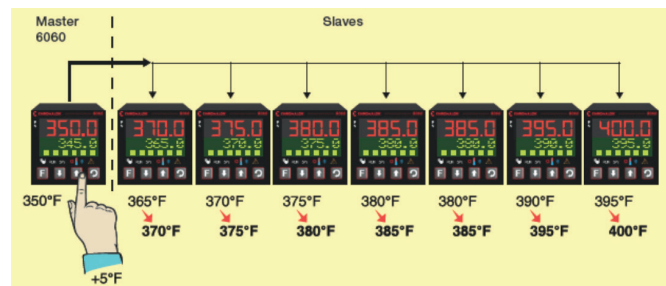 Master
6060
Slaves
350.0
345.0
370.0
365.0
375.0
370.0
380.0
375.0
385.0
380.0
385.0
380.0
395.0
390.0
400.0
395.0
F
F
F
F
F
F
F
F
350°F
365°F
370°F
375°F
380°F
380°F
390°F
395°F
370°F
375°F
380°F
385°F
385°F
395°F
400°F
+5°F